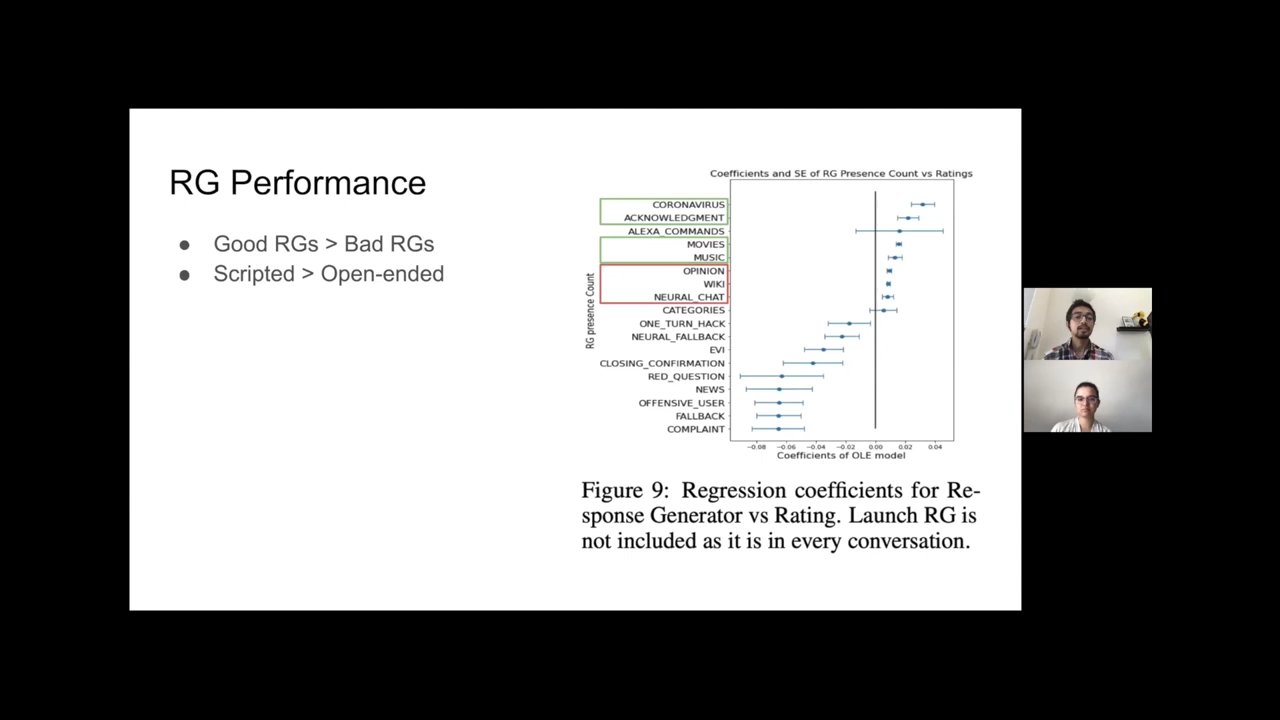 RG Performance
● Good RGs > Bad RGs
● Scripted > Open-ended
Coefficients and SE of RG Presence Count vs Ratings
RG presence Count
CORONAVIRUS
ACKNOWLEDGMENT
ALEXA_COMMANDS
MOVIES
MUSIC
OPINION
WIKI
NEURAL_CHAT
CATEGORIES
ONE_TURN_HACK
NEURAL_FALLBACK
EVI
CLOSING_CONFIRMATION
RED_QUESTION
NEWS
OFFENSIVE_USER
FALLBACK
COMPLAINT
−0.08 −0.06 −0.04 −0.02 0.00 0.02 0.04
Coefficients of OLE model
Figure 9: Regression coefficients for Re-
sponse Generator vs Rating. Launch RG is
not included as it is in every conversation.